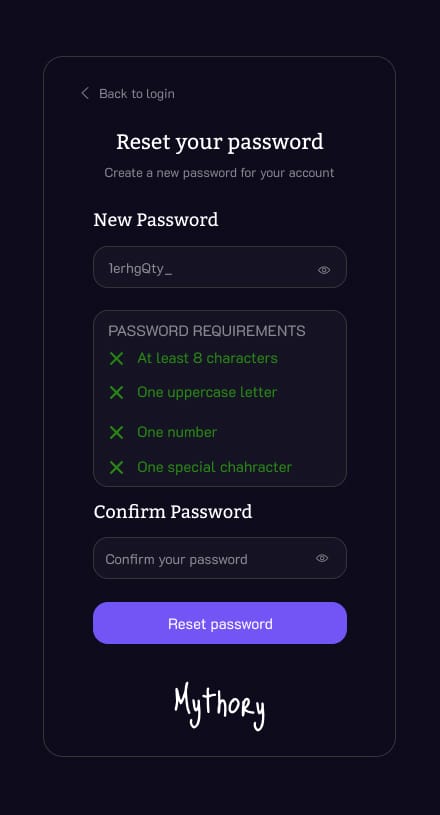 Back to login
Reset your password
Create a new password for your account
New Password
1erhgQty_
PASSWORD REQUIREMENTS
At least 8 characters
One uppercase letter
One number
One special chahracter
Confirm Password
Confirm your password
Reset password
Mythory